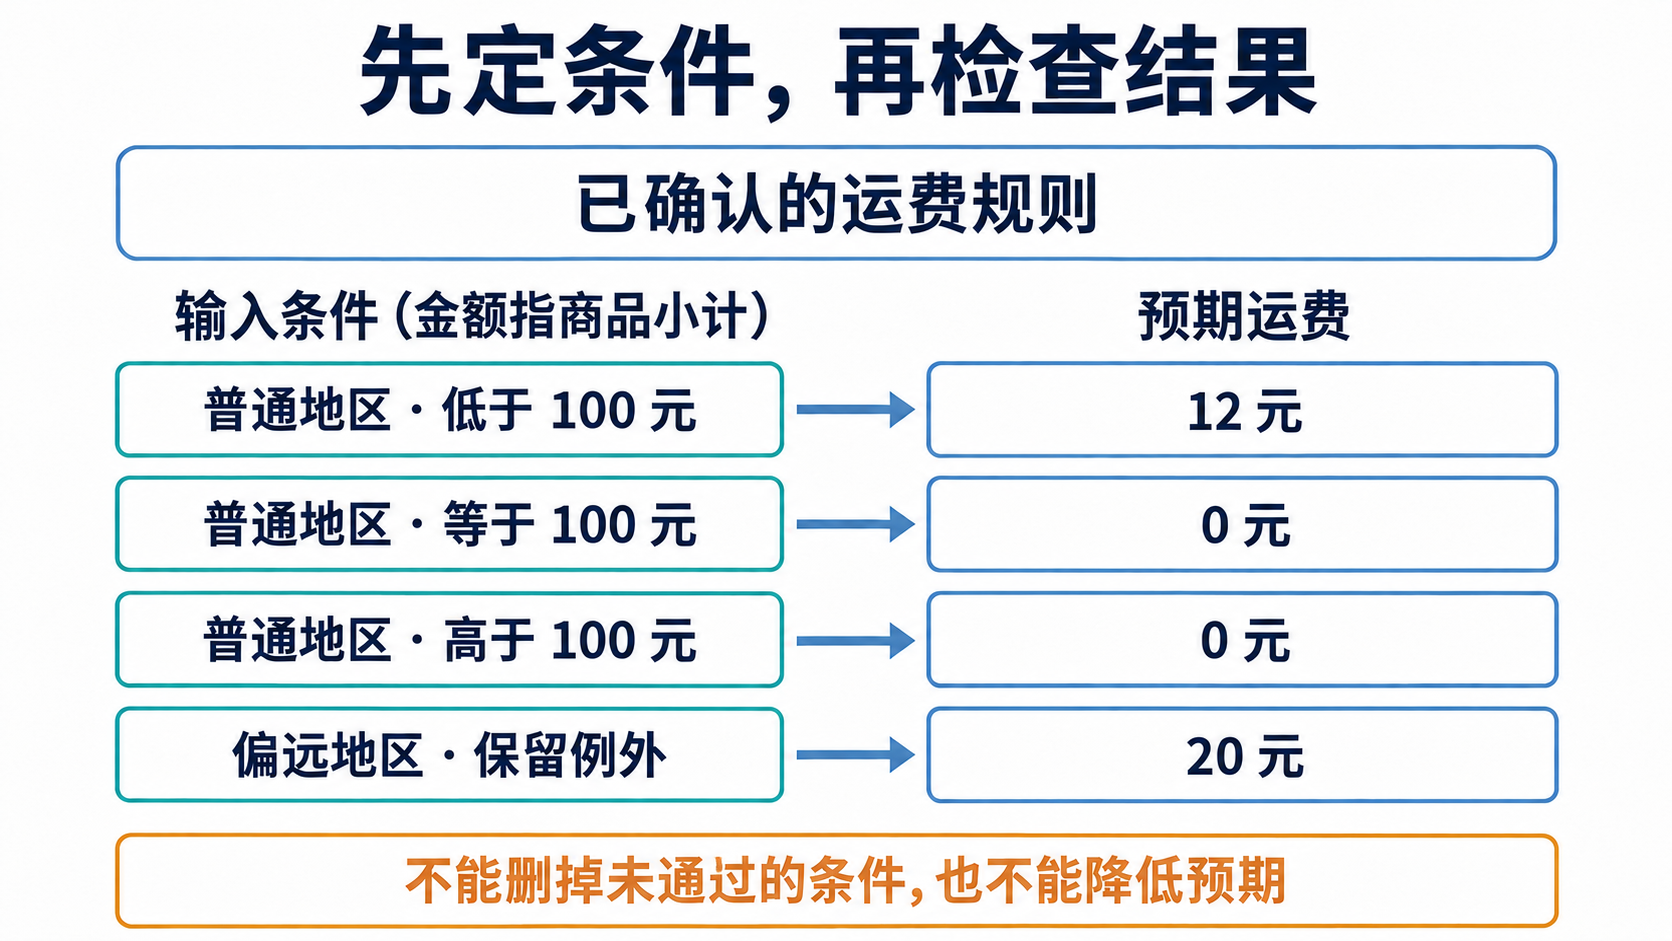 先定条件，再检查结果
已确认的运费规则
输入条件（金额指商品小计） 预期运费
普通地区·低于 100 元 12 元
普通地区·等于 100 元 0 元
普通地区·高于 100 元 0 元
偏远地区·保留例外 20 元
不能删掉未通过的条件，也不能降低预期